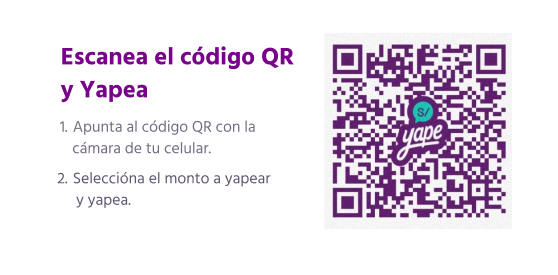 Escanea el código QR
y Yapea
1. Apunta al código QR con la
cámara de tu celular.
2. Seleccióna el monto a yapear
y yapea.
S/
yape